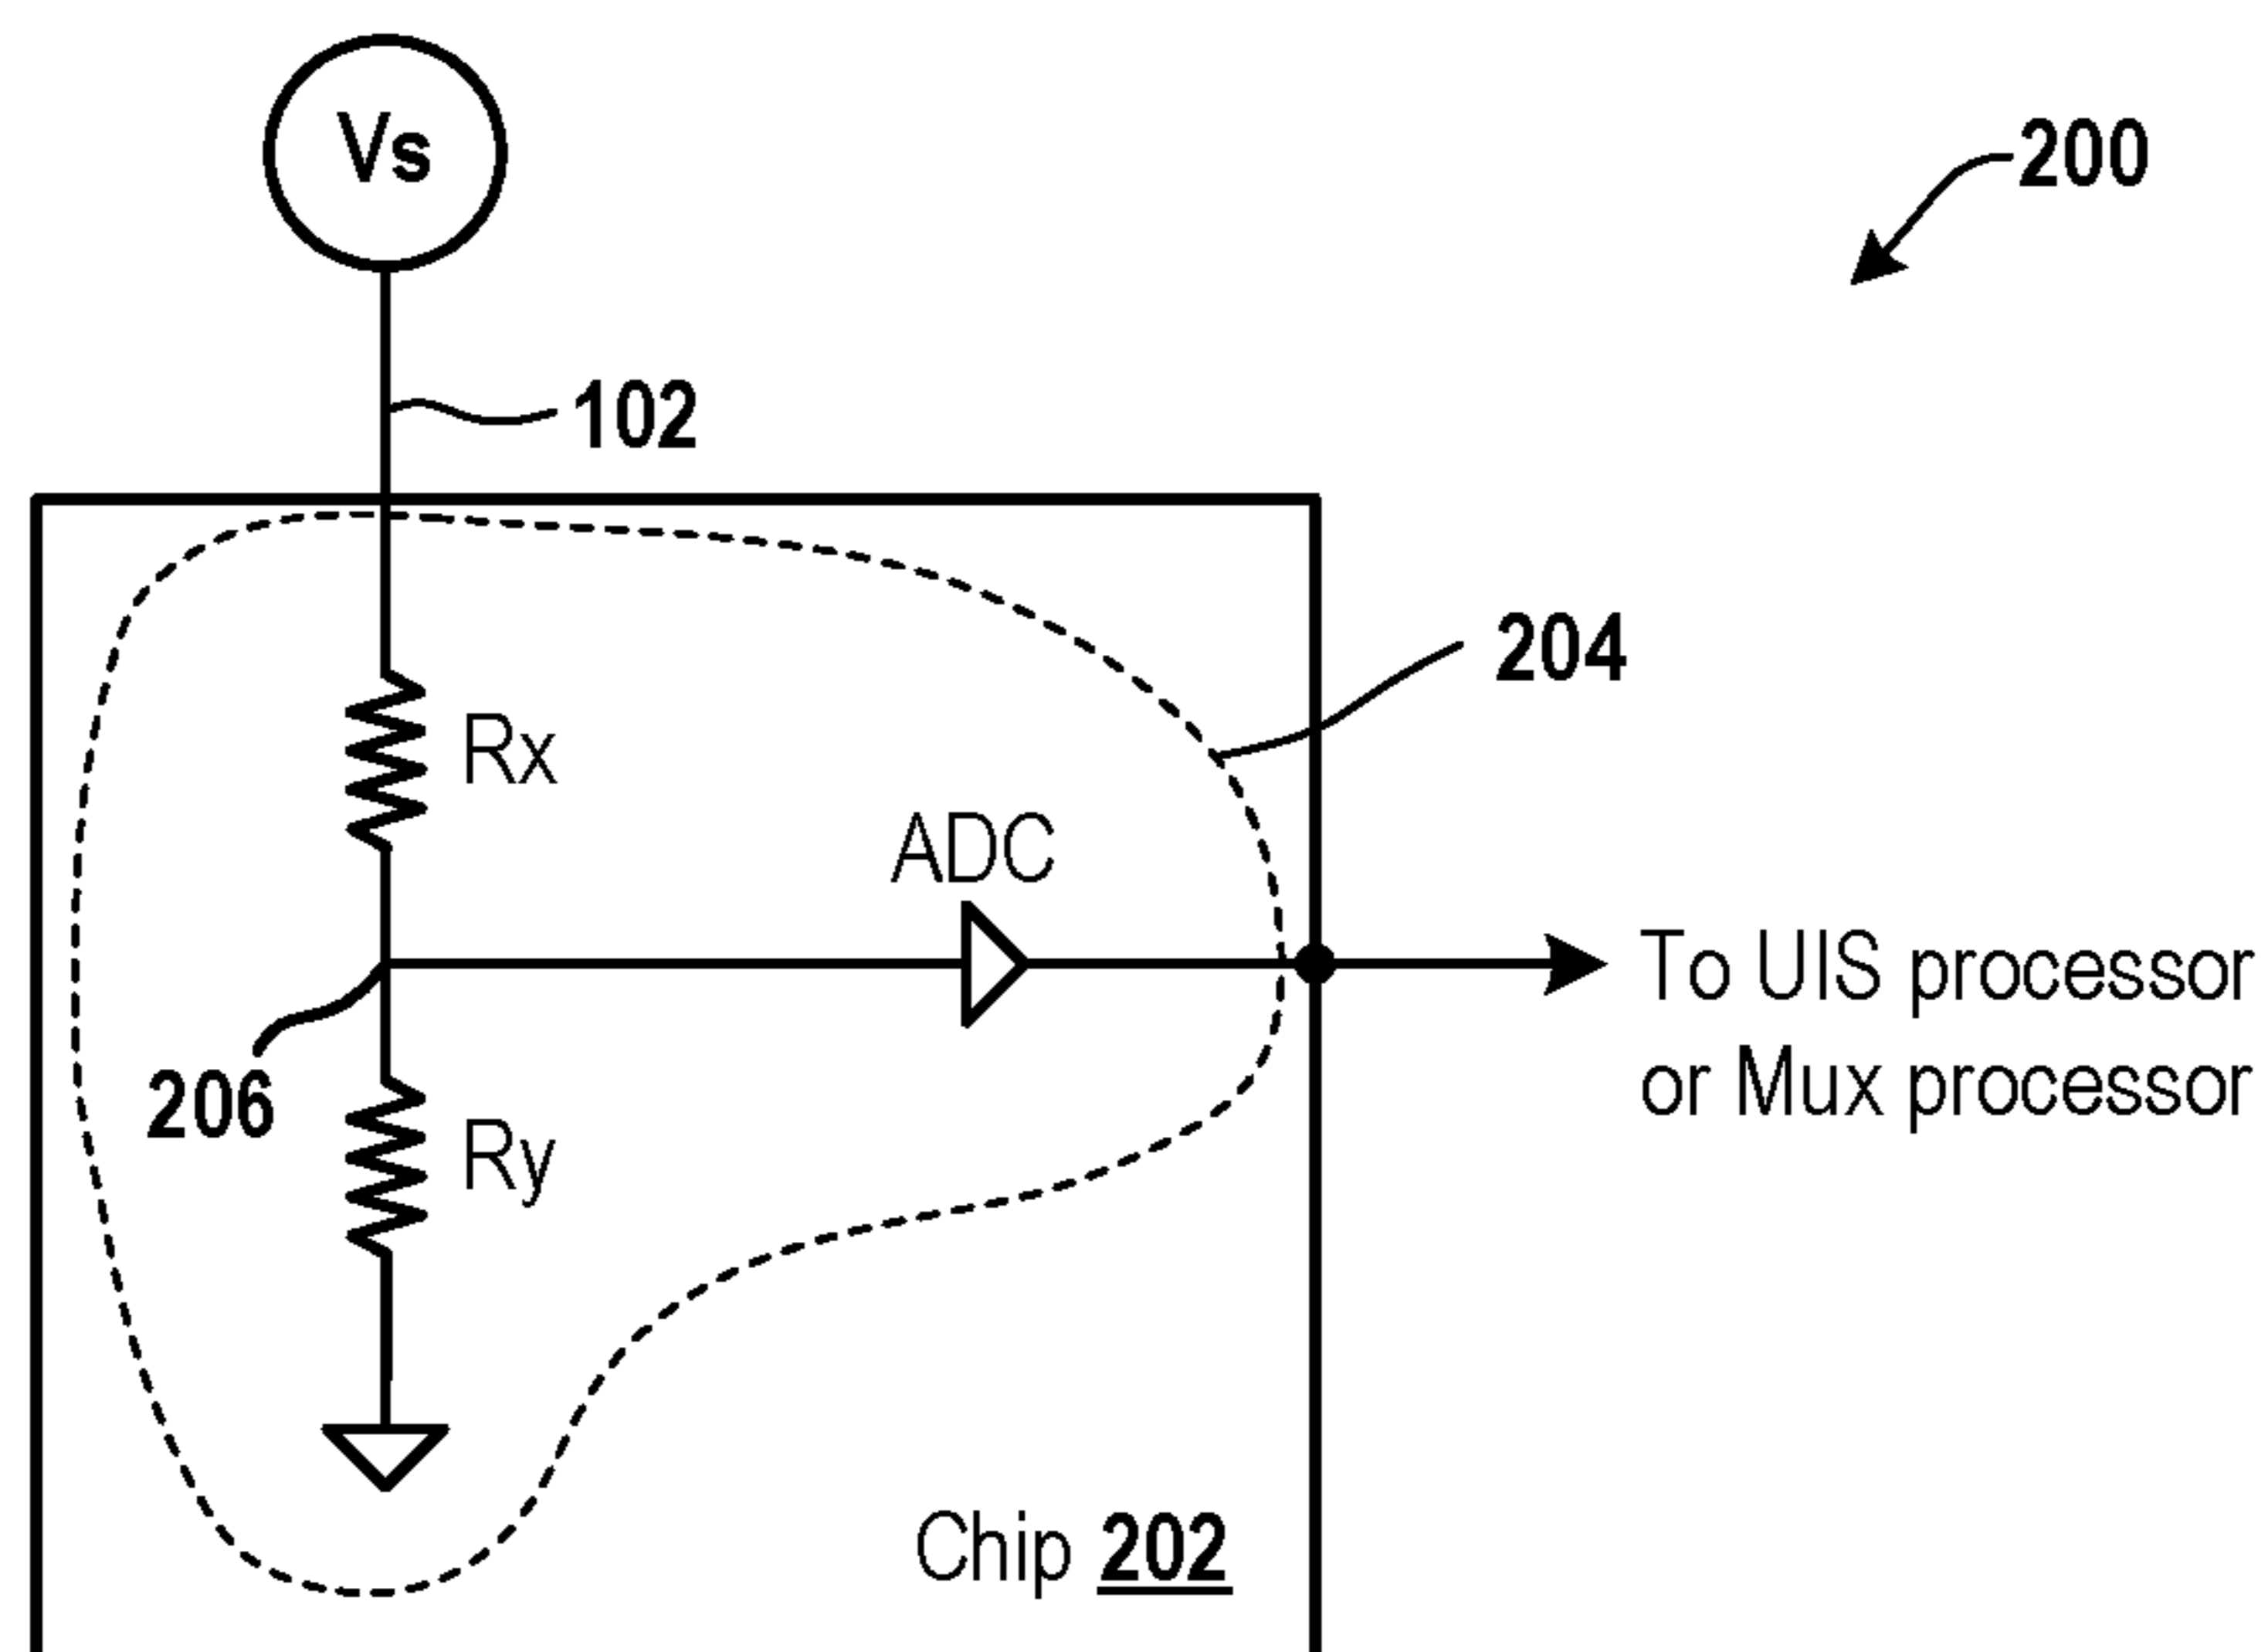 Vs
200
102
204
Rx
ADC
To UIS processor
or Mux processor
206
Ry
Chip 202